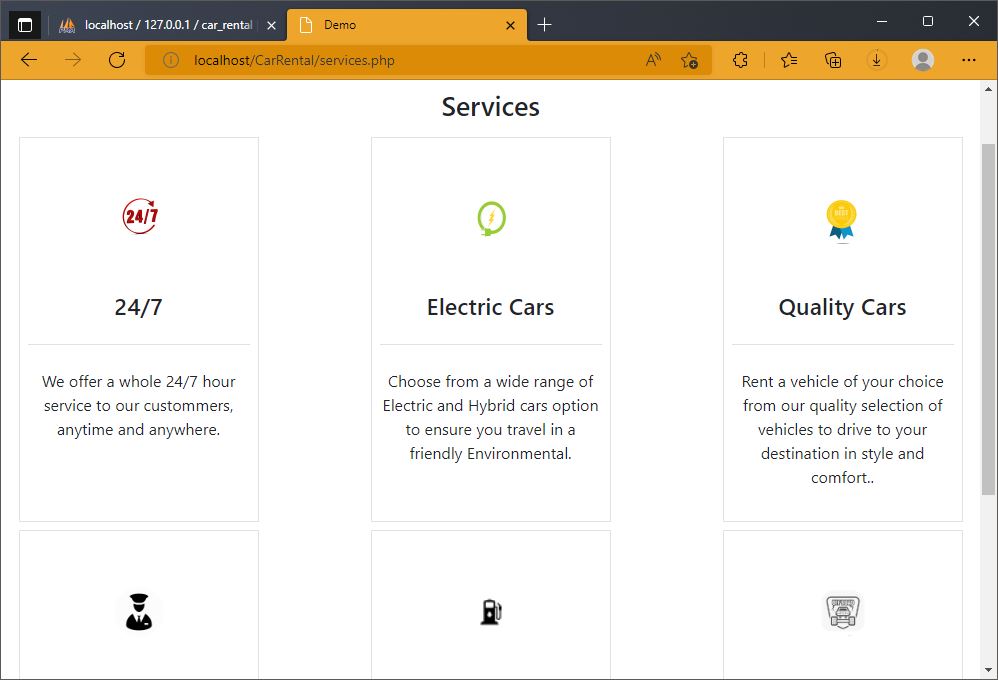 localhost / 127.0.0.1 / car_rental
Demo
localhost/CarRental/services.php
Services
24/7
BEST
24/7
Electric Cars
Quality Cars
We offer a whole 24/7 hour
service to our custommers,
anytime and anywhere.
Choose from a wide range of
Electric and Hybrid cars option
to ensure you travel in a
friendly Environmental.
Rent a vehicle of your choice
from our quality selection of
vehicles to drive to your
destination in style and
comfort..